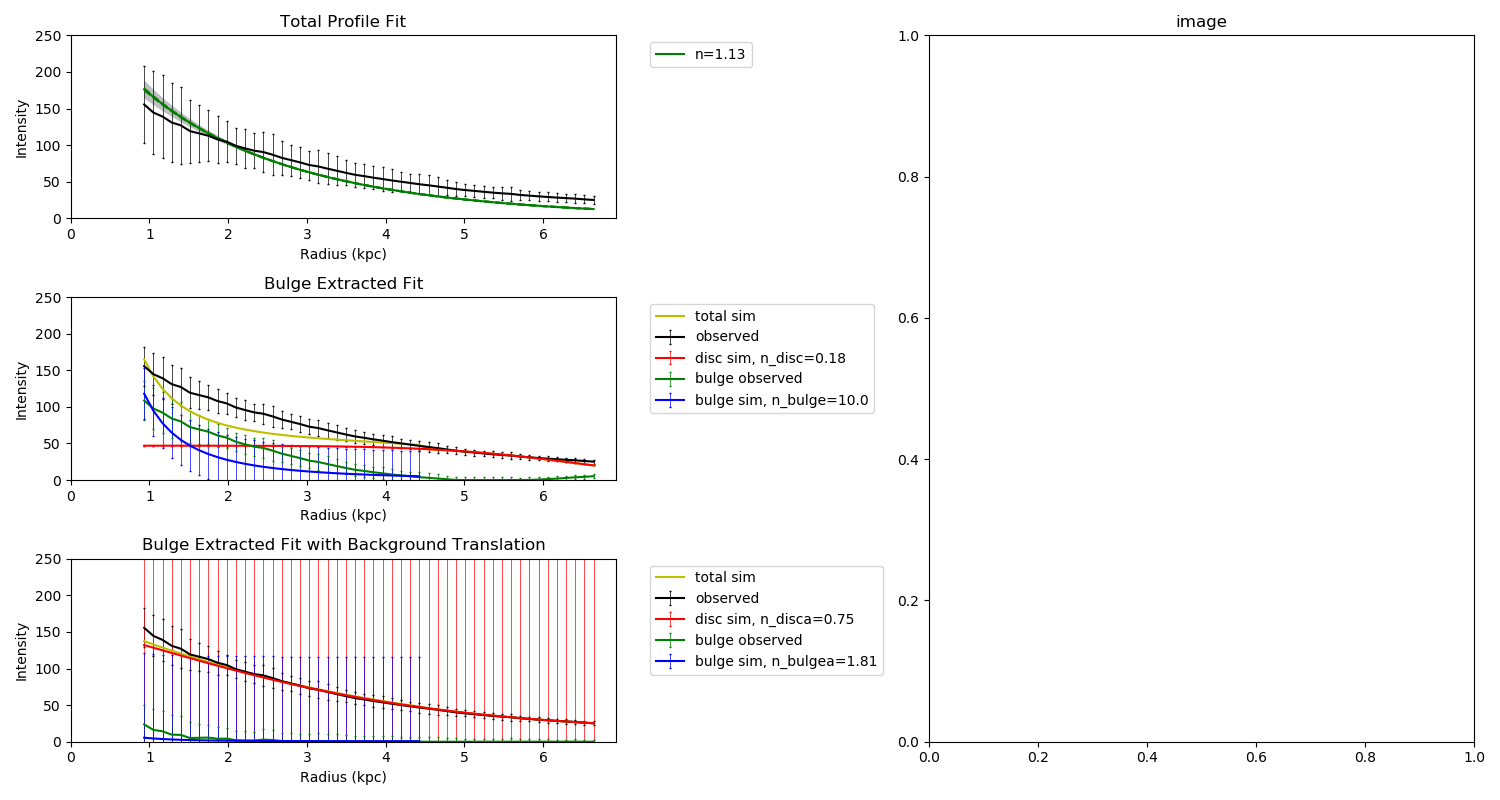 Total Profile Fit
250
200
150
100
50
0
Intensity
0 1 2 3 4 5 6
Radius (kpc)
n=1.13
Bulge Extracted Fit
250
200
150
100
50
0
Intensity
0 1 2 3 4 5 6
Radius (kpc)
total sim
observed
disc sim, n_disc=0.18
bulge observed
bulge sim, n_bulge=10.0
Bulge Extracted Fit with Background Translation
250
200
150
100
50
0
Intensity
0 1 2 3 4 5 6
Radius (kpc)
total sim
observed
disc sim, n_disca=0.75
bulge observed
bulge sim, n_bulgea=1.81
image
1.0
0.8
0.6
0.4
0.2
0.0
0.0 0.2 0.4 0.6 0.8 1.0